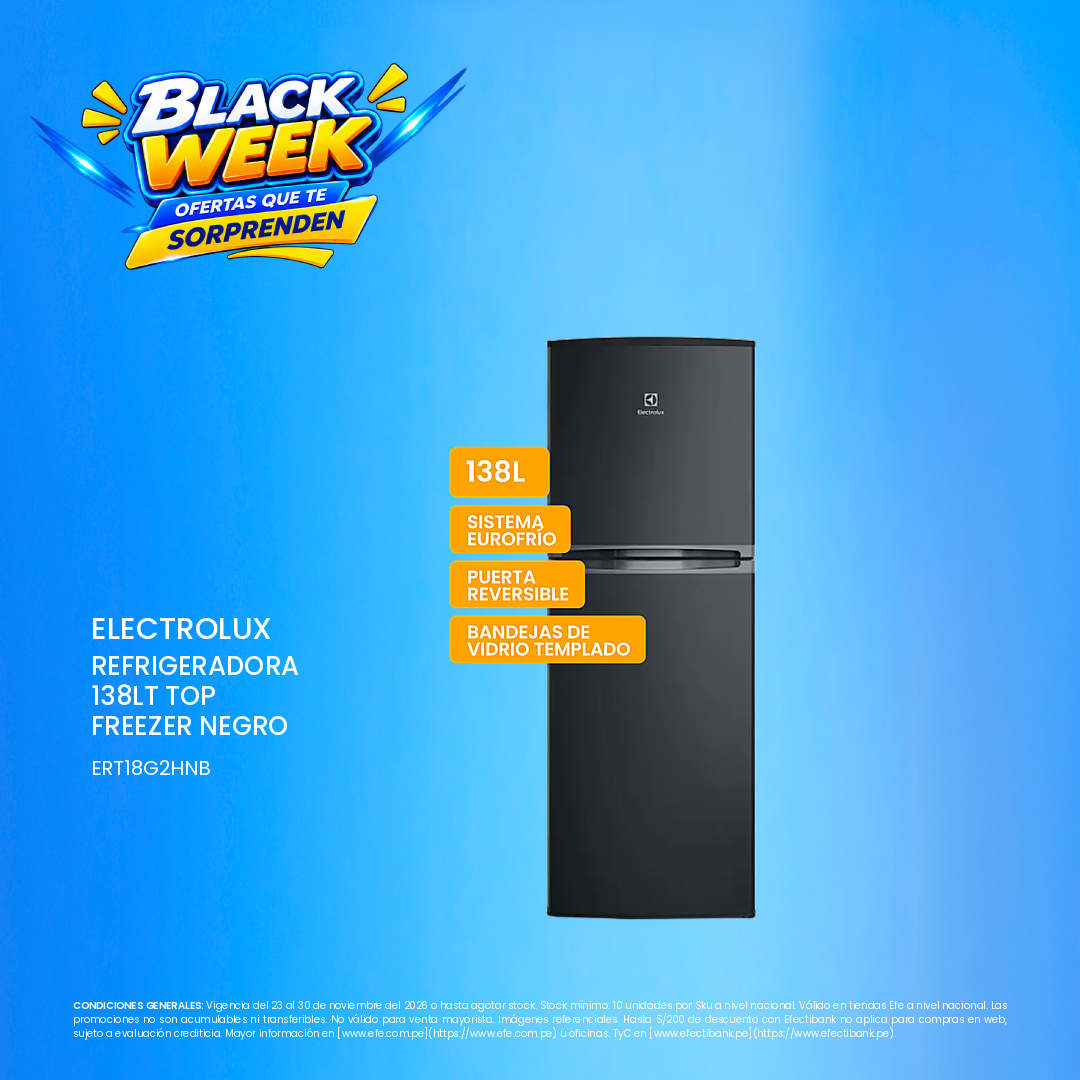 BLACK
WEEK
OFERTAS QUE TE
SORPRENDEN
Electrolux
138L
SISTEMA
EUROFRÍO
PUERTA
REVERSIBLE
BANDEJAS DE
VIDRIO TEMPLADO
ELECTROLUX
REFRIGERADORA
138LT TOP
FREEZER NEGRO
ERT18G2HNB
CONDICIONES GENERALES: Vigencia del 23 al 30 de noviembre del 2026 o hasta agotar stock. Stock mínimo: 10 unidades por Sku a nivel nacional. Válido en tiendas Efe a nivel nacional. Las
promociones no son acumulables ni transferibles. No válido para venta mayorista. Imágenes referenciales. Hasta S/200 de descuento con Efectibank no aplica para compras en web,
sujeto a evaluación crediticia. Mayor información en [www.efe.com.pe](https://www.efe.com.pe) u oficinas. TyC en [www.efectibank.pe](https://www.efectibank.pe).